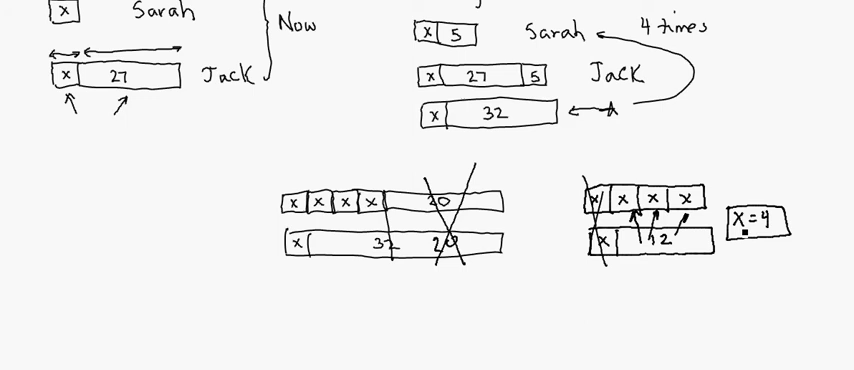 x Sarah
Now
x 27 Jack
x 5 Sarah 4 times
x 27 5 Jack
x 32
x x x x 20
x 32 20
x x x x
x 12
x = 4